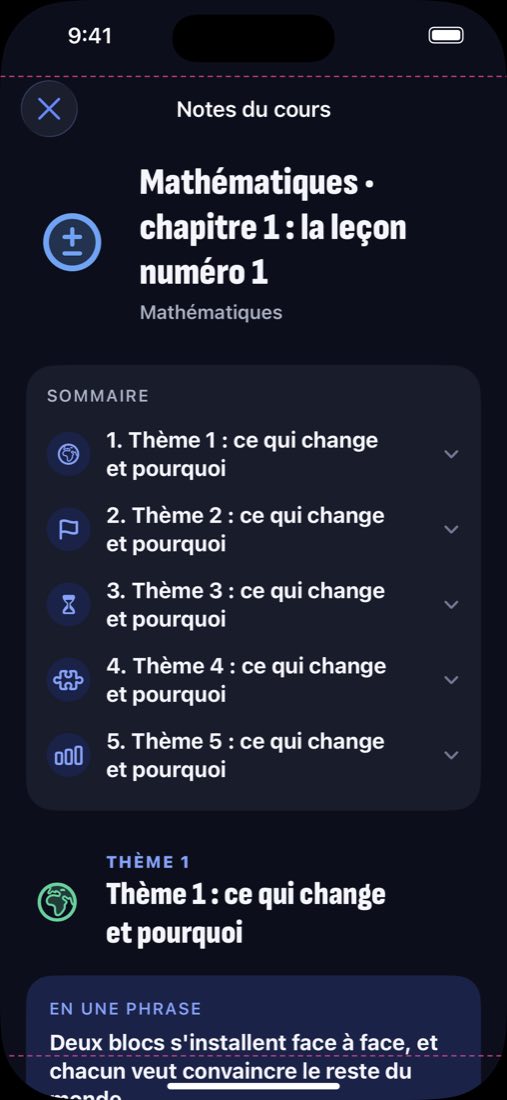 9:41
Notes du cours
Mathématiques ·
chapitre 1 : la leçon
numéro 1
Mathématiques
SOMMAIRE
1. Thème 1 : ce qui change
et pourquoi
2. Thème 2 : ce qui change
et pourquoi
3. Thème 3 : ce qui change
et pourquoi
4. Thème 4 : ce qui change
et pourquoi
5. Thème 5 : ce qui change
et pourquoi
THÈME 1
Thème 1 : ce qui change
et pourquoi
EN UNE PHRASE
Deux blocs s'installent face à face, et
chacun veut convaincre le reste du
monde